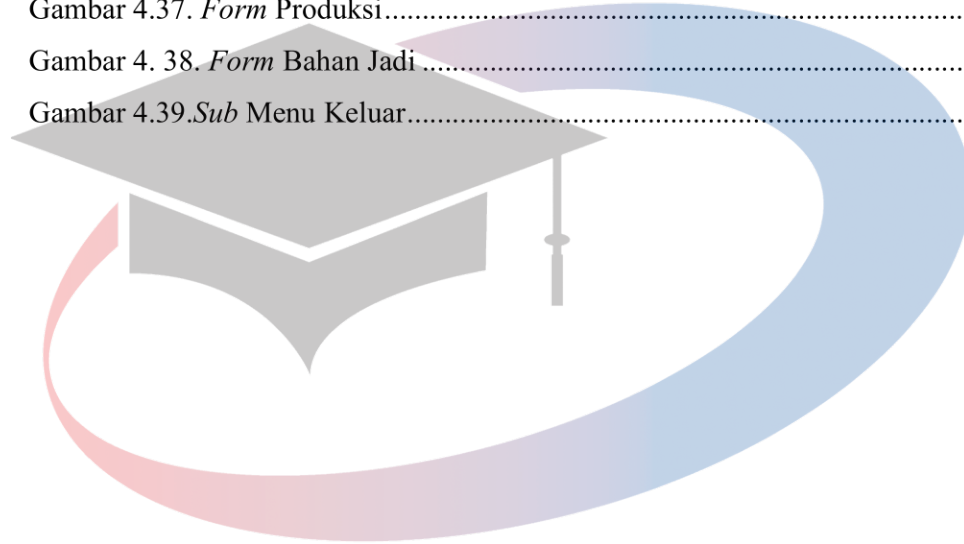 Gambar 4.37. Form Produksi................................................................................
Gambar 4. 38. Form Bahan Jadi..........................................................................
Gambar 4.39.Sub Menu Keluar............................................................................